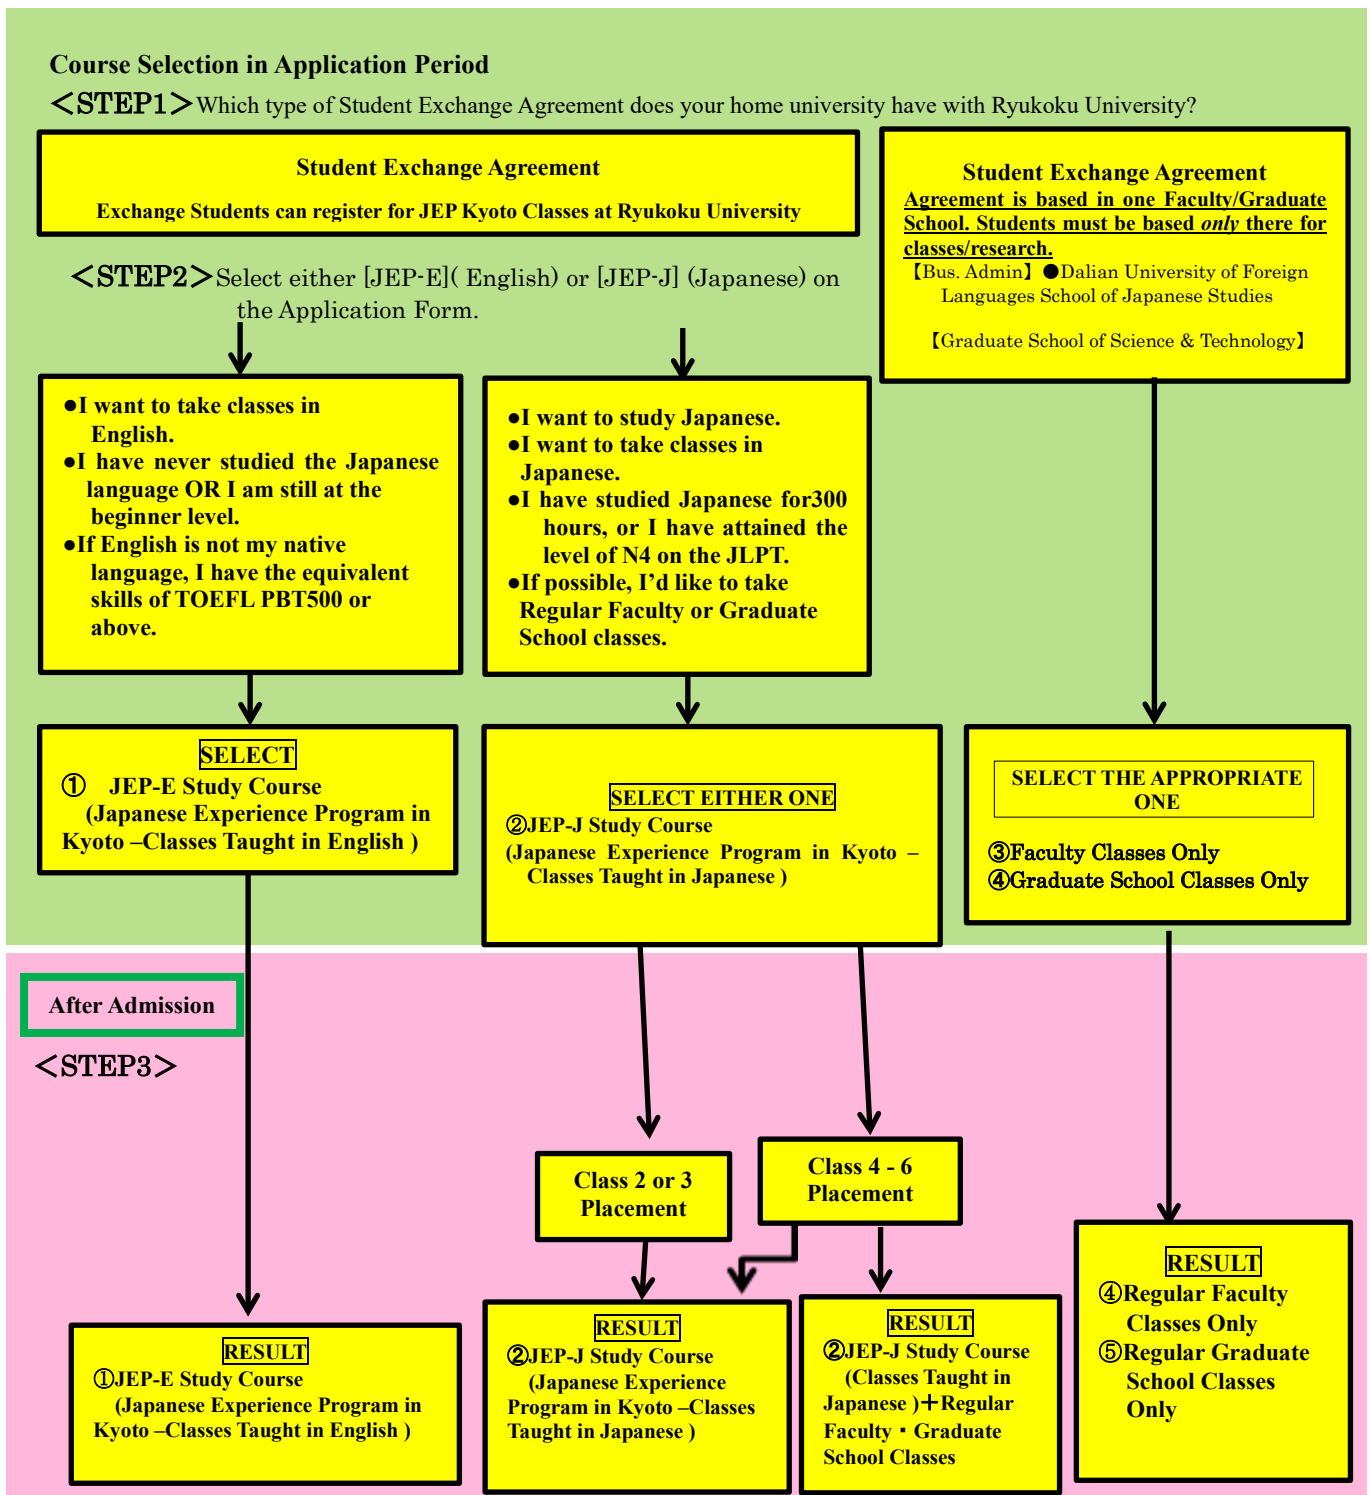 Course Selection in Application Period
＜STEP1＞Which type of Student Exchange Agreement does your home university have with Ryukoku University?
Student Exchange Agreement
Exchange Students can register for JEP Kyoto Classes at Ryukoku University
Student Exchange Agreement
Agreement is based in one Faculty/Graduate
School. Students must be based only there for
classes/research.
【Bus. Admin】●Dalian University of Foreign
Languages School of Japanese Studies
【Graduate School of Science & Technology】
＜STEP2＞Select either [JEP-E]( English) or [JEP-J] (Japanese) on
the Application Form.
●I want to take classes in
English.
●I have never studied the Japanese
language OR I am still at the
beginner level.
●If English is not my native
language, I have the equivalent
skills of TOEFL PBT500 or
above.
●I want to study Japanese.
●I want to take classes in
Japanese.
●I have studied Japanese for300
hours, or I have attained the
level of N4 on the JLPT.
●If possible, I’d like to take
Regular Faculty or Graduate
School classes.
SELECT
① JEP-E Study Course
(Japanese Experience Program in
Kyoto –Classes Taught in English )
SELECT EITHER ONE
②JEP-J Study Course
(Japanese Experience Program in Kyoto –
Classes Taught in Japanese )
SELECT THE APPROPRIATE
ONE
③Faculty Classes Only
④Graduate School Classes Only
After Admission
＜STEP3＞
Class 2 or 3
Placement
Class 4 - 6
Placement
RESULT
①JEP-E Study Course
(Japanese Experience Program in
Kyoto –Classes Taught in English )
RESULT
②JEP-J Study Course
(Japanese Experience
Program in Kyoto –Classes
Taught in Japanese )
RESULT
②JEP-J Study Course
(Classes Taught in
Japanese )＋Regular
Faculty・Graduate
School Classes
RESULT
④Regular Faculty
Classes Only
⑤Regular Graduate
School Classes
Only